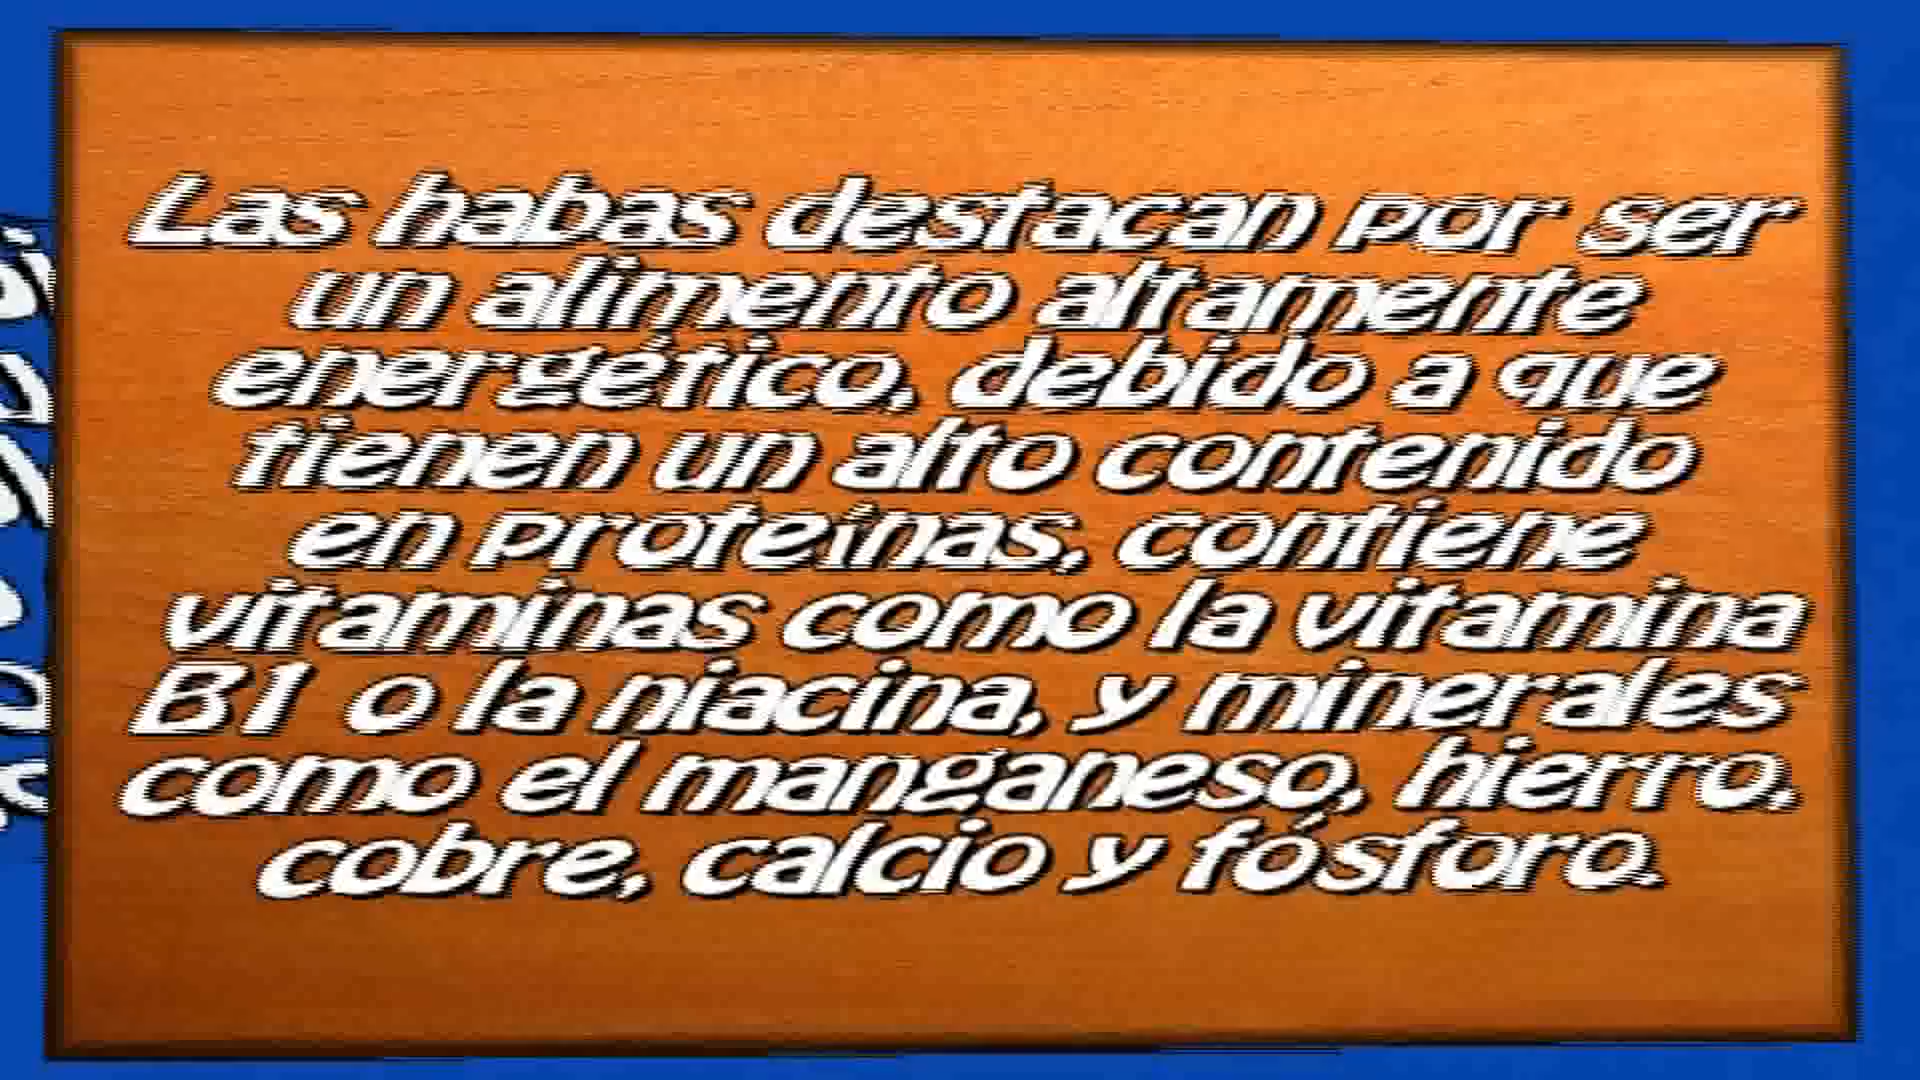 Las habas destacan por ser
un alimento altamente
energético, debido a que
tienen un alto contenido
en proteínas, contiene
vitaminas como la vitamina
B1 o la niacina, y minerales
como el manganeso, hierro,
cobre, calcio y fósforo.